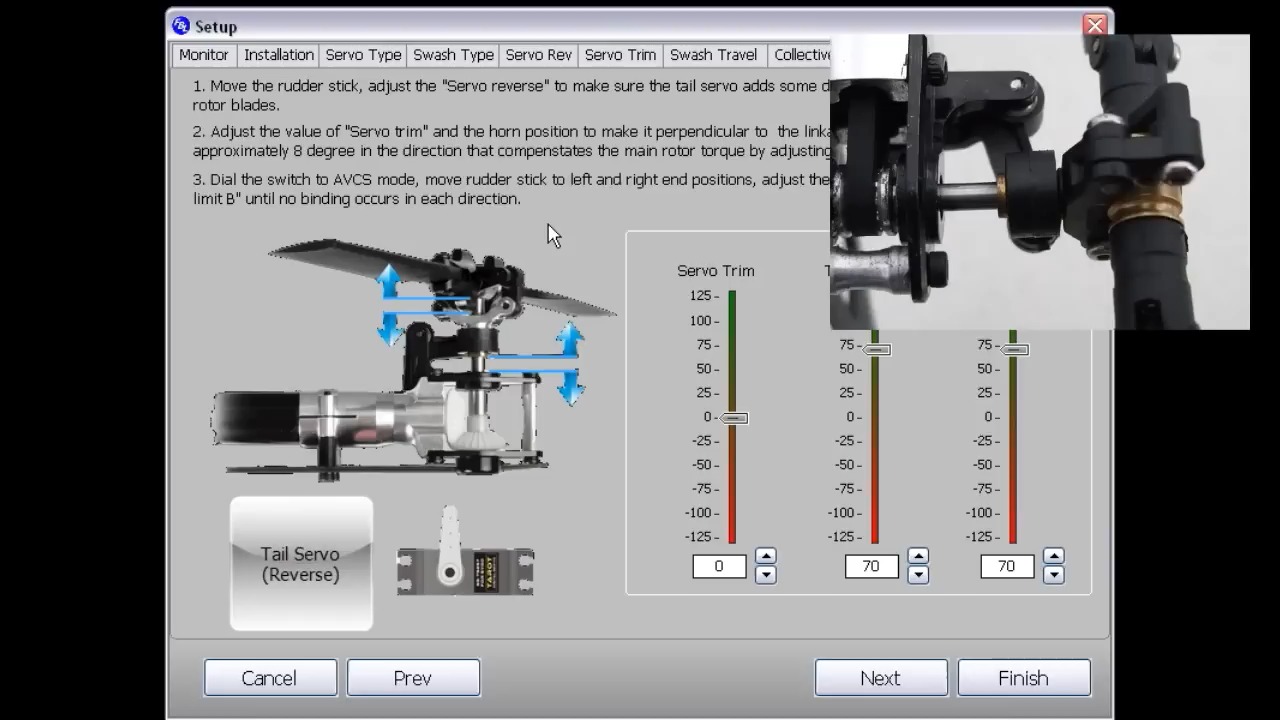 FBL Setup
Monitor Installation Servo Type Swash Type Servo Rev Servo Trim Swash Travel Collective
1. Move the rudder stick, adjust the "Servo reverse" to make sure the tail servo adds some
rotor blades.
2. Adjust the value of "Servo trim" and the horn position to make it perpendicular to the
approximately 8 degree in the direction that compenstates the main rotor torque by adjusting
3. Dial the switch to AVCS mode, move rudder stick to left and right end positions, adjust the
limit B" until no binding occurs in each direction.
Servo Trim
125
100
75 75 75
50 50 50
25 25 25
0 0 0
-25 -25 -25
-50 -50 -50
-75 -75 -75
-100 -100 -100
-125 -125 -125
0 70 70
Tail Servo
(Reverse)
TAROT
Cancel Prev Next Finish